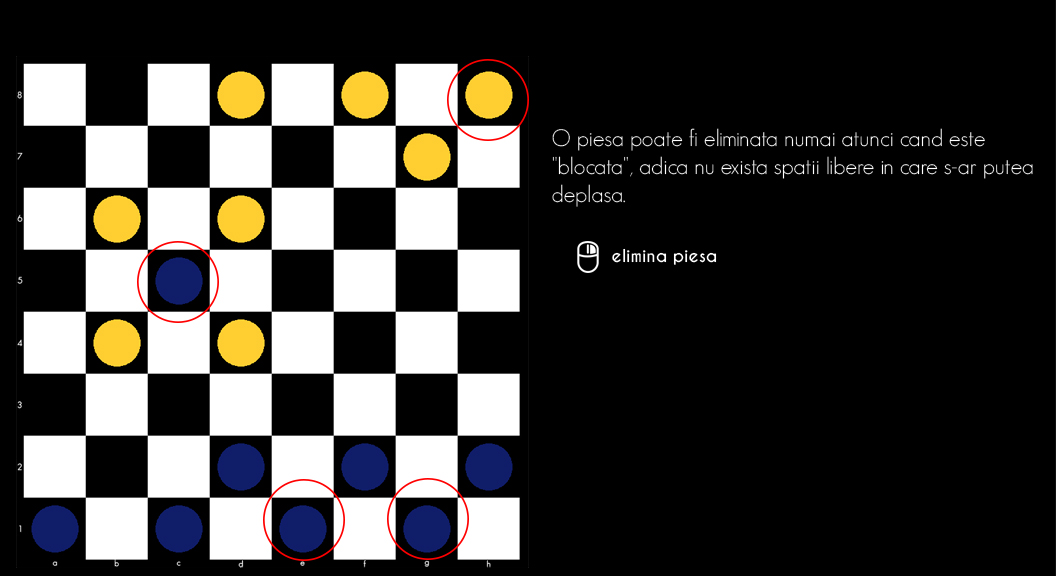 8
7
6
5
4
3
2
1
a b c d e f g h
O piesa poate fi eliminata numai atunci cand este
"blocata", adica nu exista spatii libere in care s-ar putea
deplasa.
elimina piesa